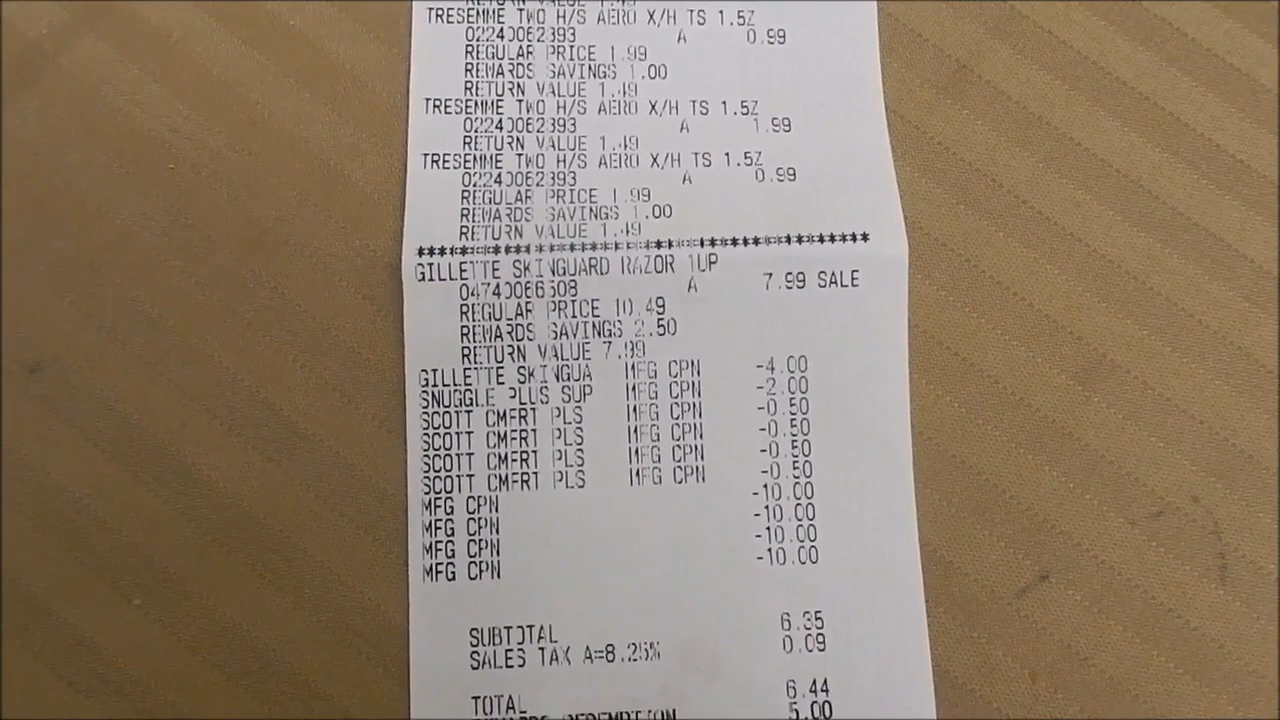 RETURN VALUE 1.49
TRESEMME TWO H/S AERO X/H TS 1.5Z
02240062393 A 0.99
REGULAR PRICE 1.99
REWARDS SAVINGS 1.00
RETURN VALUE 1.49
TRESEMME TWO H/S AERO X/H TS 1.5Z
02240062393 A 1.99
RETURN VALUE 1.49
TRESEMME TWO H/S AERO X/H TS 1.5Z
02240062393 A 0.99
REGULAR PRICE 1.99
REWARDS SAVINGS 1.00
RETURN VALUE 1.49
******************************************
GILLETTE SKINGUARD RAZOR 1UP
04740066508 A 7.99 SALE
REGULAR PRICE 10.49
REWARDS SAVINGS 2.50
RETURN VALUE 7.99
GILLETTE SKINGUA MFG CPN -4.00
SNUGGLE PLUS SUP MFG CPN -2.00
SCOTT CMFRT PLS MFG CPN -0.50
SCOTT CMFRT PLS MFG CPN -0.50
SCOTT CMFRT PLS MFG CPN -0.50
SCOTT CMFRT PLS MFG CPN -0.50
MFG CPN -10.00
MFG CPN -10.00
MFG CPN -10.00
MFG CPN -10.00
SUBTOTAL 6.35
SALES TAX A=8.25% 0.09
TOTAL 6.44
REDEMPTION 5.00